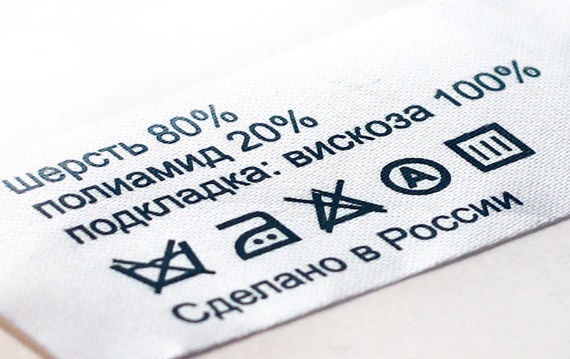 шерсть 80%
полиамид 20%
подкладка: вискоза 100%
A
Сделано в России